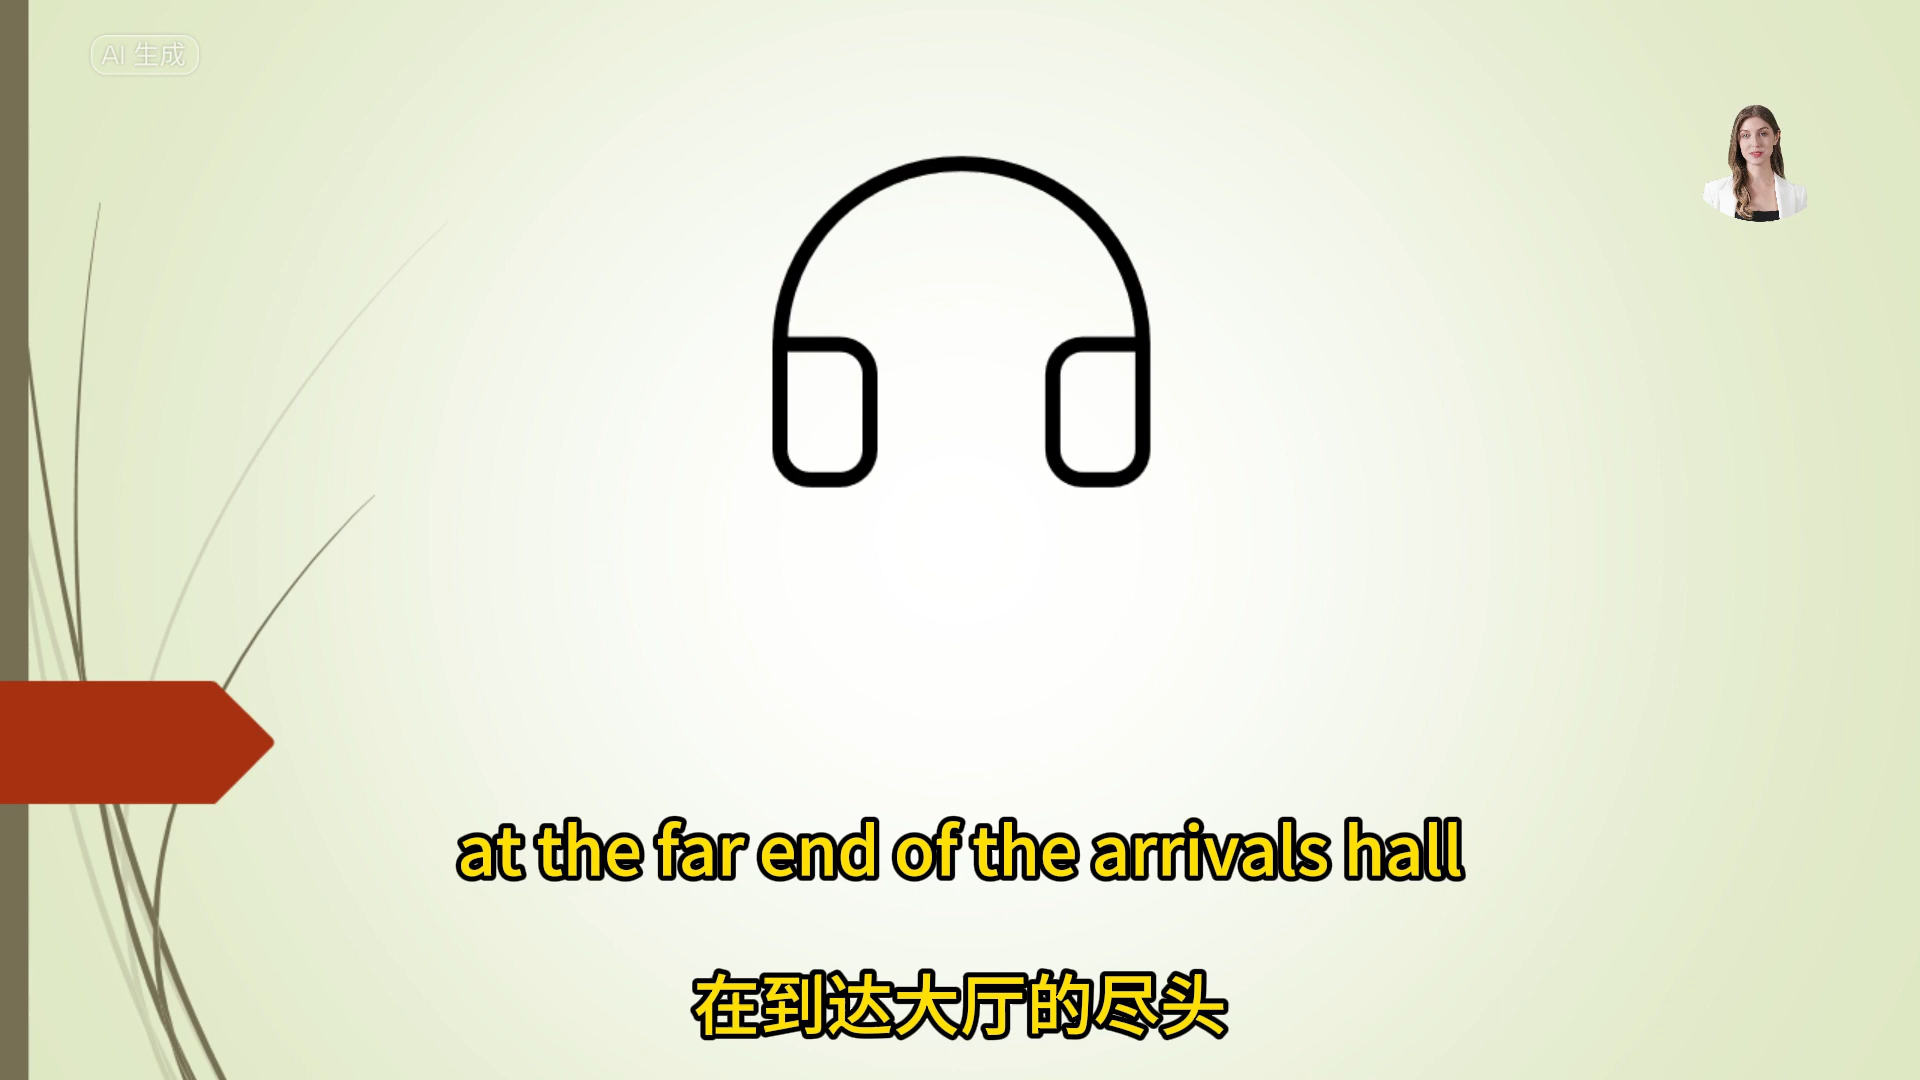 AI 生成
at the far end of the arrivals hall
在到达大厅的尽头